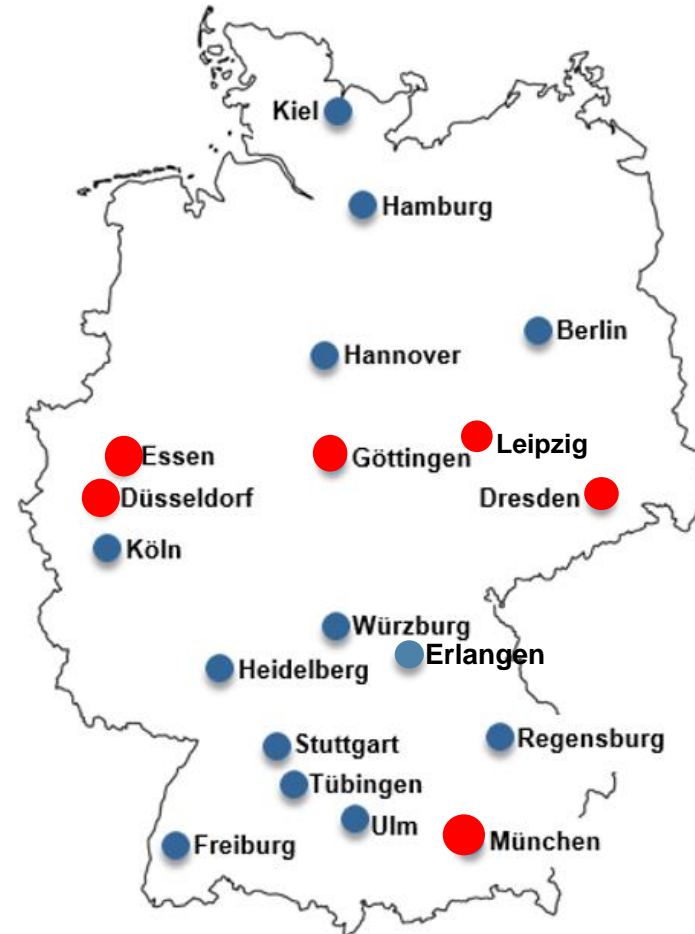 Kiel
Hamburg
Berlin
Hannover
Leipzig
Essen
Göttingen
Düsseldorf
Dresden
Köln
Würzburg
Erlangen
Heidelberg
Regensburg
Stuttgart
Tübingen
Ulm
München
Freiburg